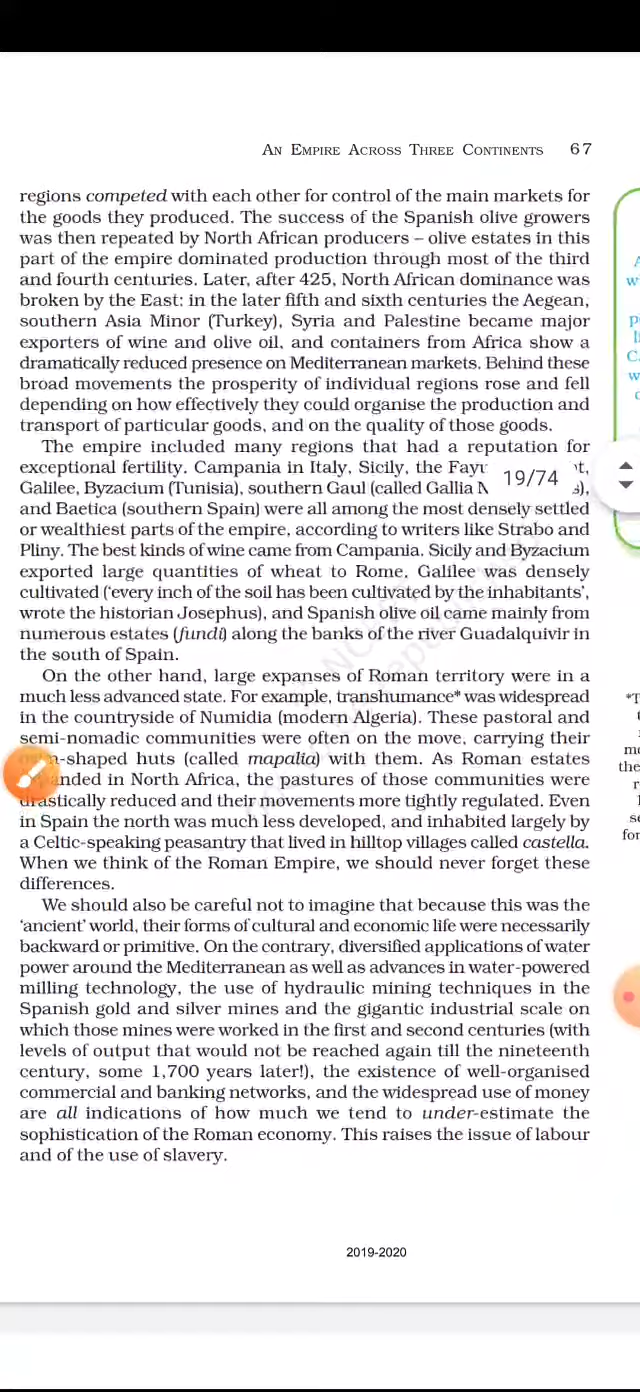 AN EMPIRE ACROSS THREE CONTINENTS 67
regions competed with each other for control of the main markets for
the goods they produced. The success of the Spanish olive growers
was then repeated by North African producers – olive estates in this
part of the empire dominated production through most of the third
and fourth centuries. Later, after 425, North African dominance was
broken by the East: in the later fifth and sixth centuries the Aegean,
southern Asia Minor (Turkey), Syria and Palestine became major
exporters of wine and olive oil, and containers from Africa show a
dramatically reduced presence on Mediterranean markets. Behind these
broad movements the prosperity of individual regions rose and fell
depending on how effectively they could organise the production and
transport of particular goods, and on the quality of those goods.
The empire included many regions that had a reputation for
exceptional fertility. Campania in Italy, Sicily, the
19/74
Galilee, Byzacium (Tunisia), southern Gaul (called Gallia
and Baetica (southern Spain) were all among the most densely settled
or wealthiest parts of the empire, according to writers like Strabo and
Pliny. The best kinds of wine came from Campania. Sicily and Byzacium
exported large quantities of wheat to Rome. Galilee was densely
cultivated (‘every inch of the soil has been cultivated by the inhabitants’,
wrote the historian Josephus), and Spanish olive oil came mainly from
numerous estates (fundi) along the banks of the river Guadalquivir in
the south of Spain.
On the other hand, large expanses of Roman territory were in a
much less advanced state. For example, transhumance* was widespread
in the countryside of Numidia (modern Algeria). These pastoral and
semi-nomadic communities were often on the move, carrying their
-shaped huts (called mapalia) with them. As Roman estates
in North Africa, the pastures of those communities were
drastically reduced and their movements more tightly regulated. Even
in Spain the north was much less developed, and inhabited largely by
a Celtic-speaking peasantry that lived in hilltop villages called castella.
When we think of the Roman Empire, we should never forget these
differences.
We should also be careful not to imagine that because this was the
‘ancient’ world, their forms of cultural and economic life were necessarily
backward or primitive. On the contrary, diversified applications of water
power around the Mediterranean as well as advances in water-powered
milling technology, the use of hydraulic mining techniques in the
Spanish gold and silver mines and the gigantic industrial scale on
which those mines were worked in the first and second centuries (with
levels of output that would not be reached again till the nineteenth
century, some 1,700 years later!), the existence of well-organised
commercial and banking networks, and the widespread use of money
are all indications of how much we tend to under-estimate the
sophistication of the Roman economy. This raises the issue of labour
and of the use of slavery.
2019-2020